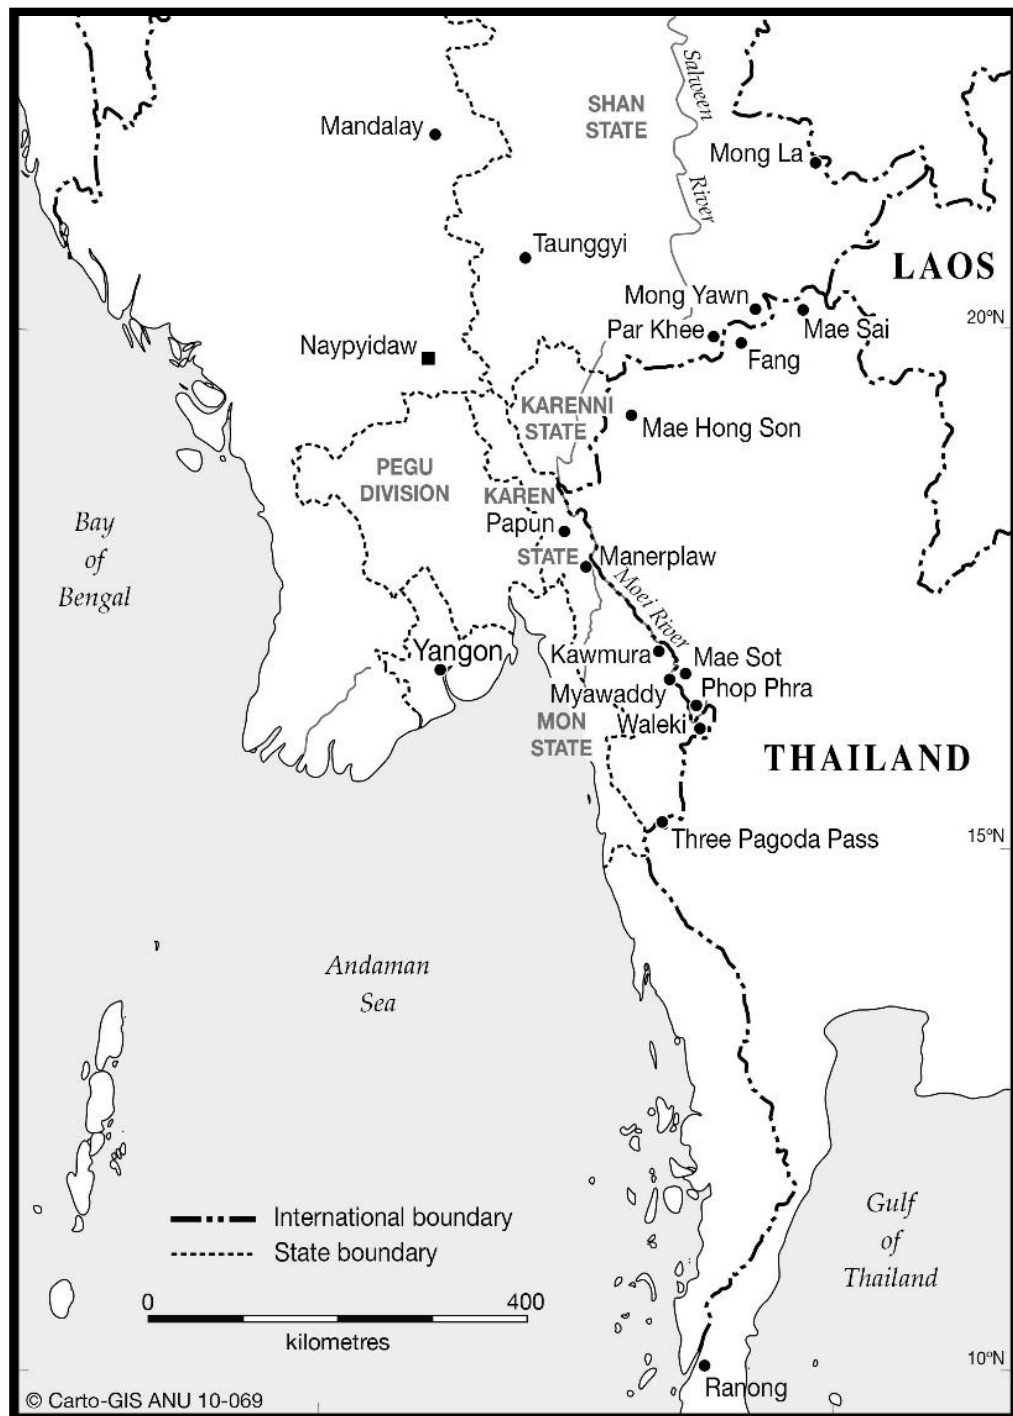 Salween
SHAN
STATE
Mandalay
Mong La
River
Taunggyi
LAOS
Mong Yawn
Par Khee
Mae Sai
20ºN
Naypyidaw
Fang
KARENNI
STATE
Mae Hong Son
PEGU
DIVISION
KAREN
Papun
STATE
Manerplaw
Bay
of
Bengal
Moei River
Yangon
Kawmura
Mae Sot
Myawaddy
Phop Phra
MON
STATE
Waleki
THAILAND
Three Pagoda Pass
15ºN
Andaman
Sea
Gulf
of
Thailand
International boundary
State boundary
0 400
kilometres
10ºN
Ranong
© Carto-GIS ANU 10-069